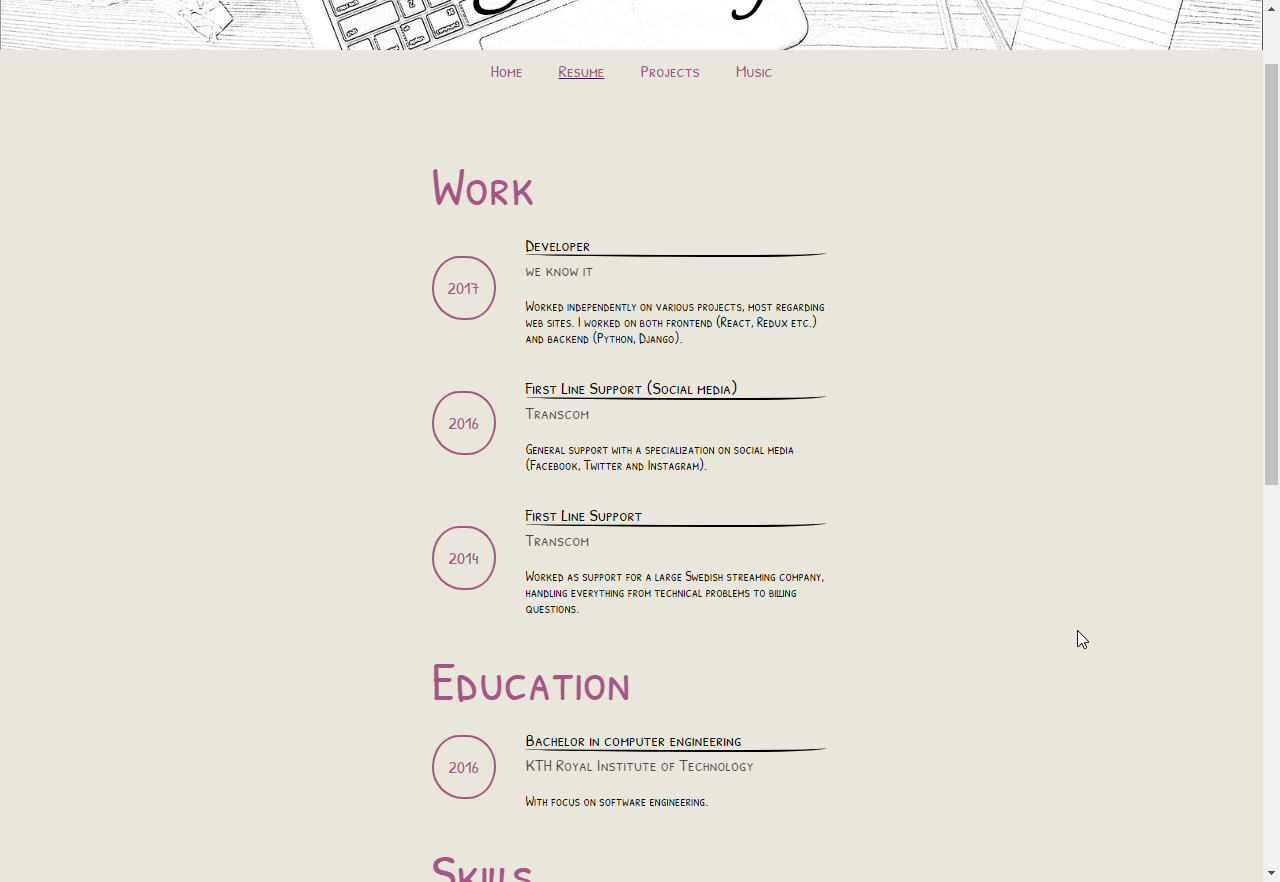 Home Resume Projects Music
Work
2017
Developer
we know it
Worked independently on various projects, most regarding
web sites. I worked on both frontend (React, Redux etc.)
and backend (Python, Django).
2016
First Line Support (Social media)
Transcom
General support with a specialization on social media
(Facebook, Twitter and Instagram).
2014
First Line Support
Transcom
Worked as support for a large Swedish streaming company,
handling everything from technical problems to billing
questions.
Education
2016
Bachelor in computer engineering
KTH Royal Institute of Technology
With focus on software engineering.
Skills